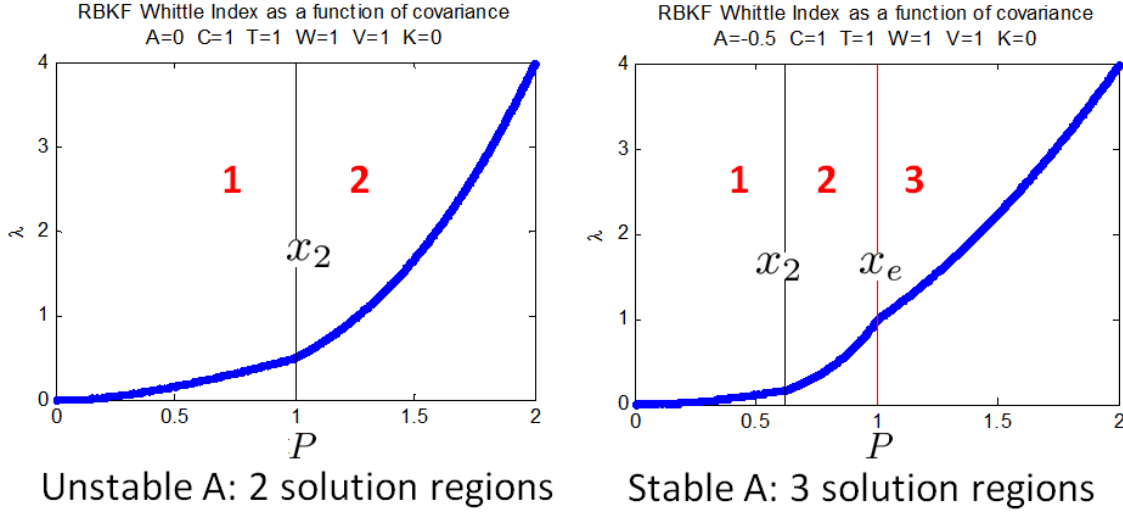 RBKF Whittle Index as a function of covariance
A=0 C=1 T=1 W=1 V=1 K=0
4
3
2
1
0
λ
1
2
x2
0
0.5
1
1.5
2
P
Unstable A: 2 solution regions
RBKF Whittle Index as a function of covariance
A=-0.5 C=1 T=1 W=1 V=1 K=0
4
3
2
1
0
λ
1
2
3
x2
xe
0
0.5
1
1.5
2
P
Stable A: 3 solution regions